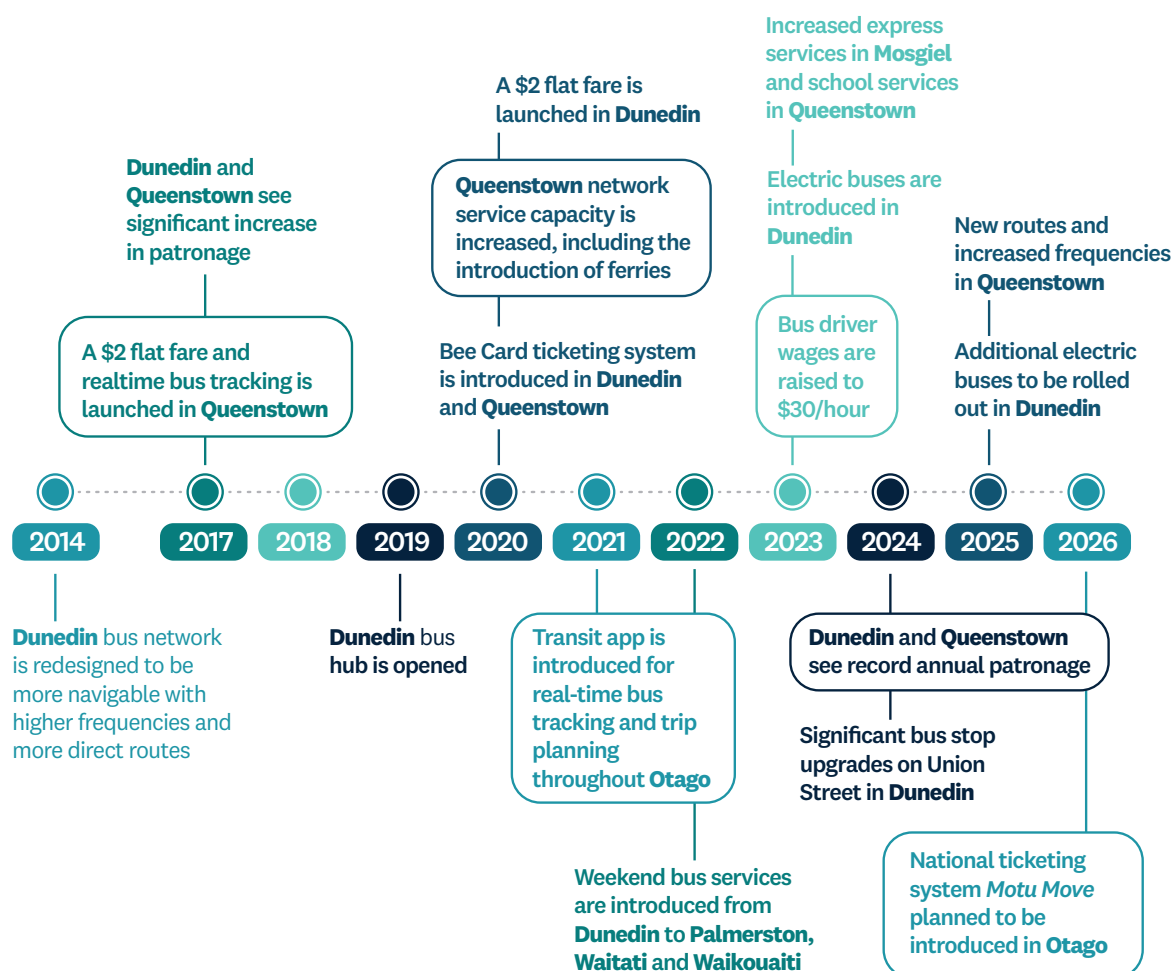 Increased express
services in Mosgiel
and school services
in Queenstown
A $2 flat fare is
launched in Dunedin
Dunedin and
Queenstown see
significant increase
in patronage
Queenstown network
service capacity is
increased, including the
introduction of ferries
Electric buses are
introduced in
Dunedin
New routes and
increased frequencies
in Queenstown
A $2 flat fare and
realtime bus tracking is
launched in Queenstown
Bee Card ticketing system
is introduced in Dunedin
and Queenstown
Bus driver
wages are
raised to
$30/hour
Additional electric
buses to be rolled
out in Dunedin
2014
2017
2018
2019
2020
2021
2022
2023
2024
2025
2026
Dunedin bus network
is redesigned to be
more navigable with
higher frequencies and
more direct routes
Dunedin bus
hub is opened
Transit app is
introduced for
real-time bus
tracking and trip
planning
throughout Otago
Dunedin and Queenstown
see record annual patronage
Significant bus stop
upgrades on Union
Street in Dunedin
Weekend bus services
are introduced from
Dunedin to Palmerston,
Waitati and Waikouaiti
National ticketing
system Motu Move
planned to be
introduced in Otago